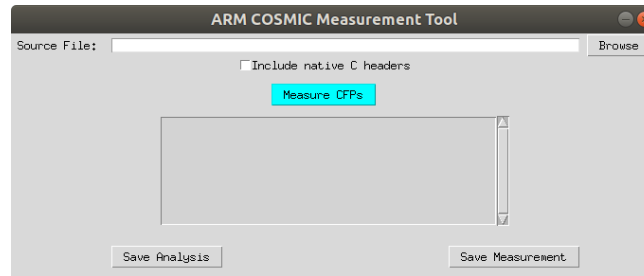 ARM COSMIC Measurement Tool
Source File: Browse
Include native C headers
Measure CFPs
Save Analysis Save Measurement